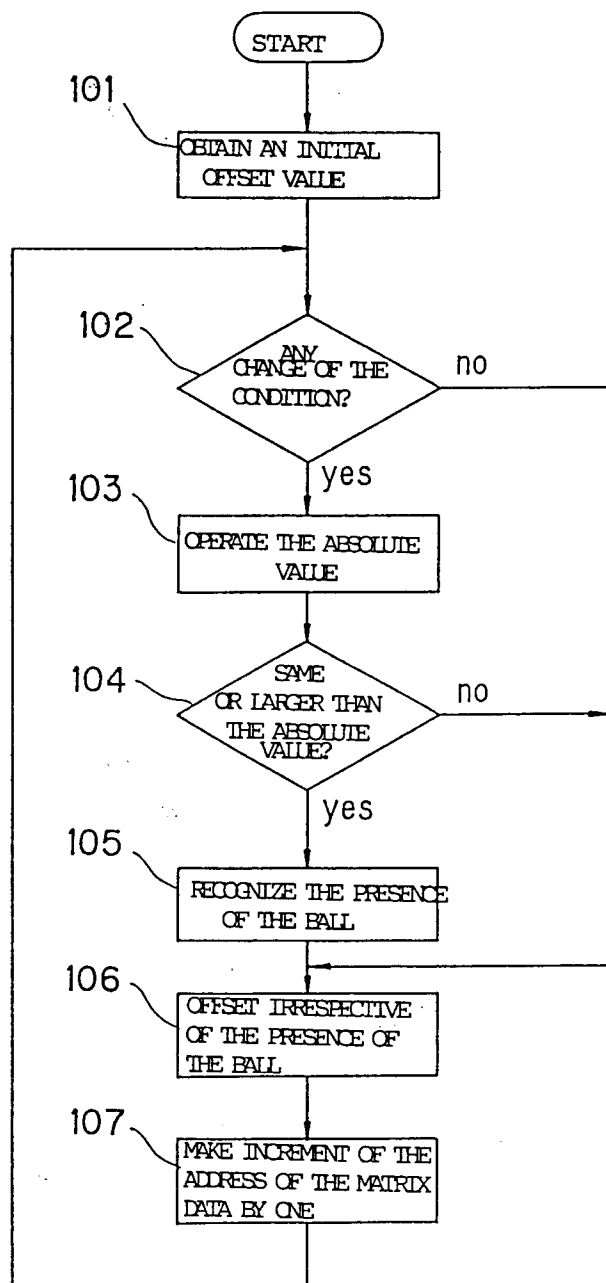 START
101
OBTAIN AN INITIAL
OFFSET VALUE
102
ANY
CHANGE OF THE
CONDITION?
no
yes
103
OPERATE THE ABSOLUTE
VALUE
104
SAME
OR LARGER THAN
THE ABSOLUTE
VALUE?
no
yes
105
RECOGNIZE THE PRESENCE
OF THE BALL
106
OFFSET IRRESPECTIVE
OF THE PRESENCE OF
THE BALL
107
MAKE INCREMENT OF THE
ADDRESS OF THE MATRIX
DATA BY ONE